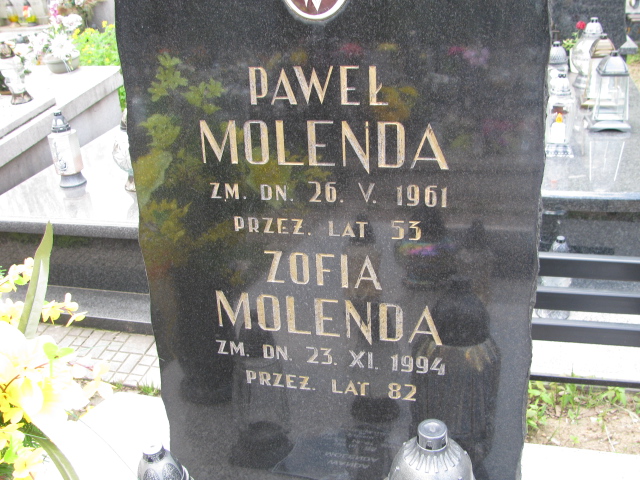 PAWEŁ
MOLENDA
ZM. DN. 26. V. 1961
PRZEŻ. LAT 53
ZOFIA
MOLENDA
ZM. DN. 23. XI. 1994
PRZEŻ. LAT 82